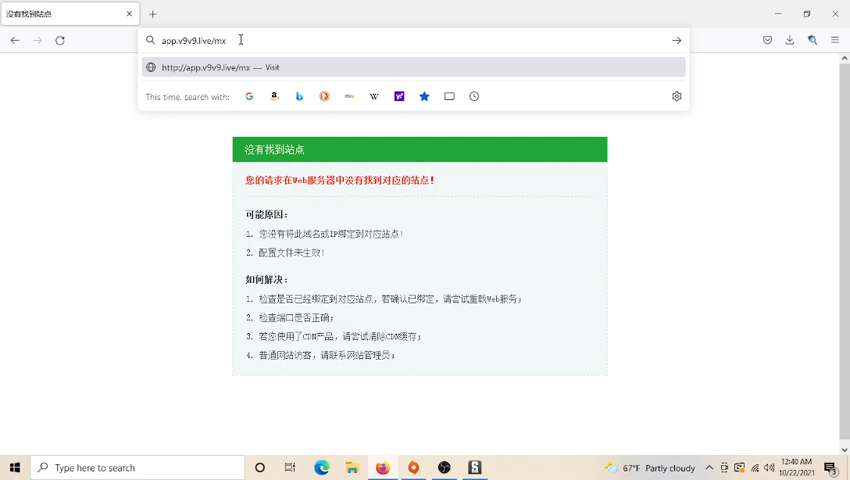 没有找到站点
app.v9v9.live/mx
http://app.v9v9.live/mx — Visit
This time, search with:
没有找到站点
您的请求在Web服务器中没有找到对应的站点！
可能原因：
1. 您没有将此域名或IP绑定到对应站点！
2. 配置文件未生效！
如何解决：
1. 检查是否已经绑定到对应站点，若确认已绑定，请尝试重载Web服务；
2. 检查端口是否正确；
3. 若您使用了CDN产品，请尝试清除CDN缓存；
4. 普通网站访客，请联系网站管理员；
Type here to search
67°F Partly cloudy
12:40 AM
10/22/2021